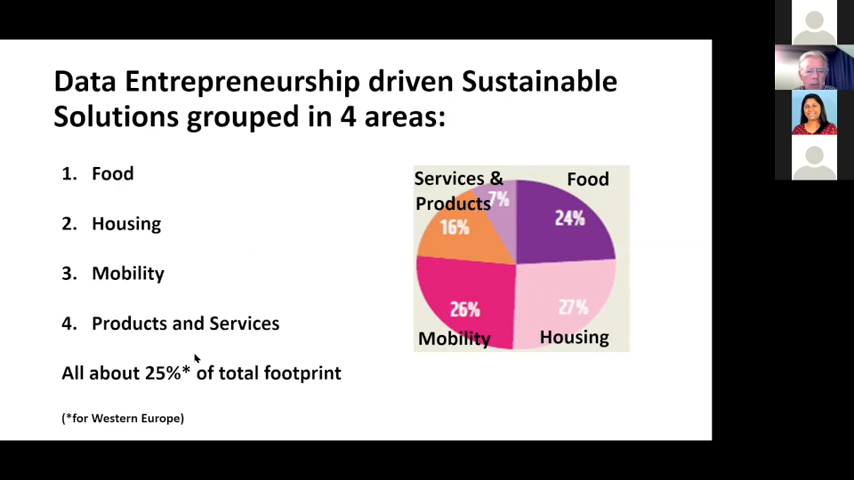 Data Entrepreneurship driven Sustainable
Solutions grouped in 4 areas:
1. Food
2. Housing
3. Mobility
4. Products and Services
All about 25%* of total footprint
(*for Western Europe)
Services &
Products
Food
7%
24%
16%
26%
27%
Mobility
Housing